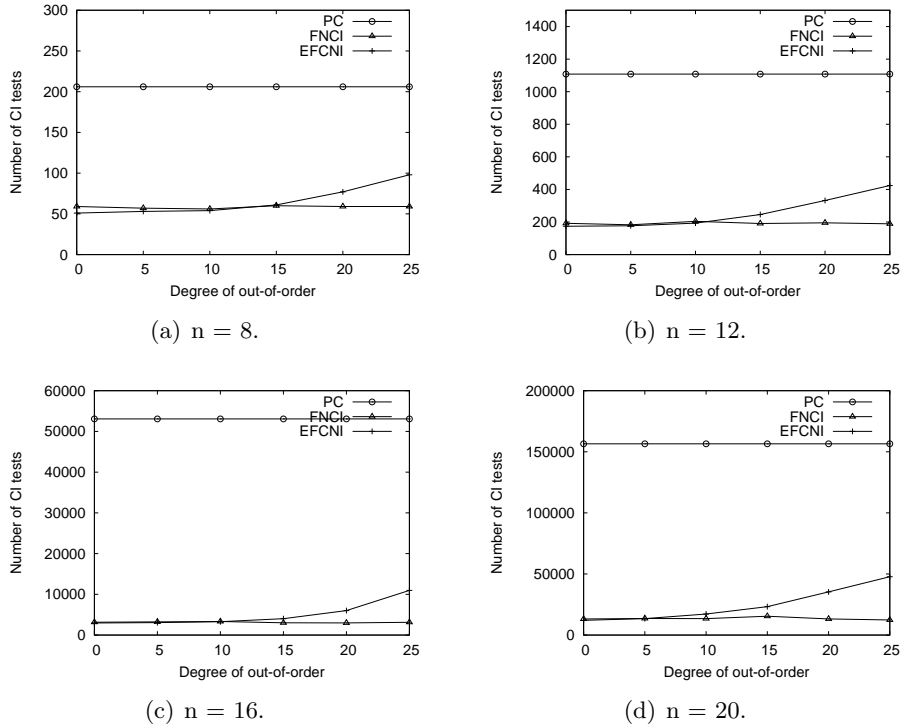 Number of CI tests
300
250
200
150
100
50
0
PC
FNCI
EFCNI
0 5 10 15 20 25
Degree of out-of-order
(a) n = 8.
Number of CI tests
1400
1200
1000
800
600
400
200
0
PC
FNCI
EFCNI
0 5 10 15 20 25
Degree of out-of-order
(b) n = 12.
Number of CI tests
60000
50000
40000
30000
20000
10000
0
PC
FNCI
EFCNI
0 5 10 15 20 25
Degree of out-of-order
(c) n = 16.
Number of CI tests
200000
150000
100000
50000
0
PC
FNCI
EFCNI
0 5 10 15 20 25
Degree of out-of-order
(d) n = 20.